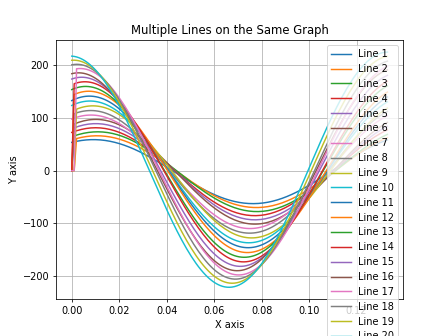 Multiple Lines on the Same Graph
Y axis
200
100
0
−100
−200
0.00
0.02
0.04
0.06
0.08
0.10
X axis
Line 1
Line 2
Line 3
Line 4
Line 5
Line 6
Line 7
Line 8
Line 9
Line 10
Line 11
Line 12
Line 13
Line 14
Line 15
Line 16
Line 17
Line 18
Line 19
Line 20